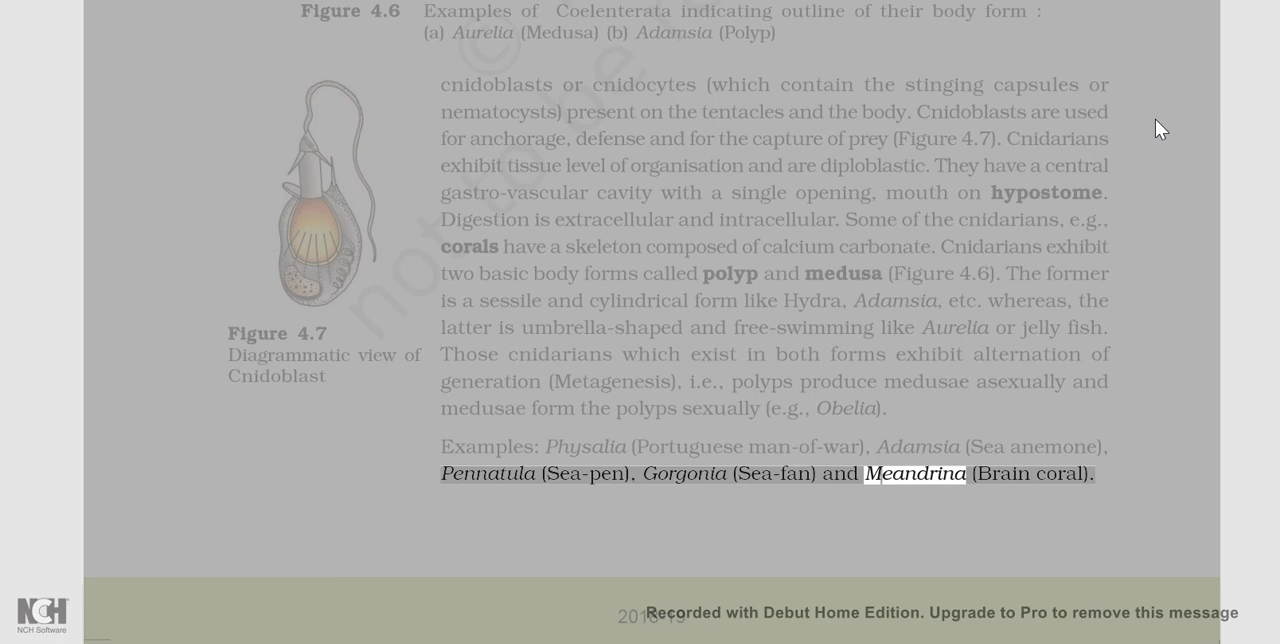 Figure 4.6 Examples of Coelenterata indicating outline of their body form :
(a) Aurelia (Medusa) (b) Adamsia (Polyp)
cnidoblasts or cnidocytes (which contain the stinging capsules or
nematocysts) present on the tentacles and the body. Cnidoblasts are used
for anchorage, defense and for the capture of prey (Figure 4.7). Cnidarians
exhibit tissue level of organisation and are diploblastic. They have a central
gastro-vascular cavity with a single opening, mouth on hypostome.
Digestion is extracellular and intracellular. Some of the cnidarians, e.g.,
corals have a skeleton composed of calcium carbonate. Cnidarians exhibit
two basic body forms called polyp and medusa (Figure 4.6). The former
is a sessile and cylindrical form like Hydra, Adamsia, etc. whereas, the
latter is umbrella-shaped and free-swimming like Aurelia or jelly fish.
Those cnidarians which exist in both forms exhibit alternation of
generation (Metagenesis), i.e., polyps produce medusae asexually and
medusae form the polyps sexually (e.g., Obelia).
Figure 4.7
Diagrammatic view of
Cnidoblast
Examples: Physalia (Portuguese man-of-war), Adamsia (Sea anemone),
Pennatula (Sea-pen), Gorgonia (Sea-fan) and Meandrina (Brain coral).
© not to be
NCH
NCH Software
Recorded with Debut Home Edition. Upgrade to Pro to remove this message